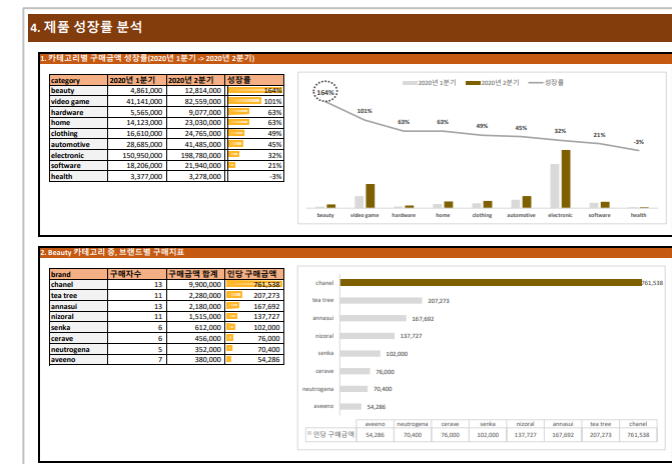 4. 제품 성장률 분석
1. 카테고리별 구매금액 성장률(2020년 1분기 -> 2020년 2분기)
category 2020년 1분기 2020년 2분기 성장률
beauty 4,861,000 12,814,000 164%
video game 41,141,000 82,559,000 101%
hardware 5,565,000 9,077,000 63%
home 14,123,000 23,030,000 63%
clothing 16,610,000 24,765,000 49%
automotive 28,685,000 41,485,000 45%
electronic 150,950,000 198,780,000 32%
software 18,206,000 21,940,000 21%
health 3,377,000 3,278,000 -3%
2020년 1분기 2020년 2분기 성장률
164% 101% 63% 63% 49% 45% 32% 21% -3%
beauty video game hardware home clothing automotive electronic software health
2. Beauty 카테고리 중, 브랜드별 구매지표
brand 구매자수 구매금액 합계 인당 구매금액
chanel 13 9,900,000 761,538
tea tree 11 2,280,000 207,273
annasui 13 2,180,000 167,692
nizoral 11 1,515,000 137,727
senka 6 612,000 102,000
cerave 6 456,000 76,000
neutrogena 5 352,000 70,400
aveeno 7 380,000 54,286
chanel 761,538
tea tree 207,273
annasui 167,692
nizoral 137,727
senka 102,000
cerave 76,000
neutrogena 70,400
aveeno 54,286
aveeno neutrogena cerave senka nizoral annasui tea tree chanel
인당 구매금액 54,286 70,400 76,000 102,000 137,727 167,692 207,273 761,538